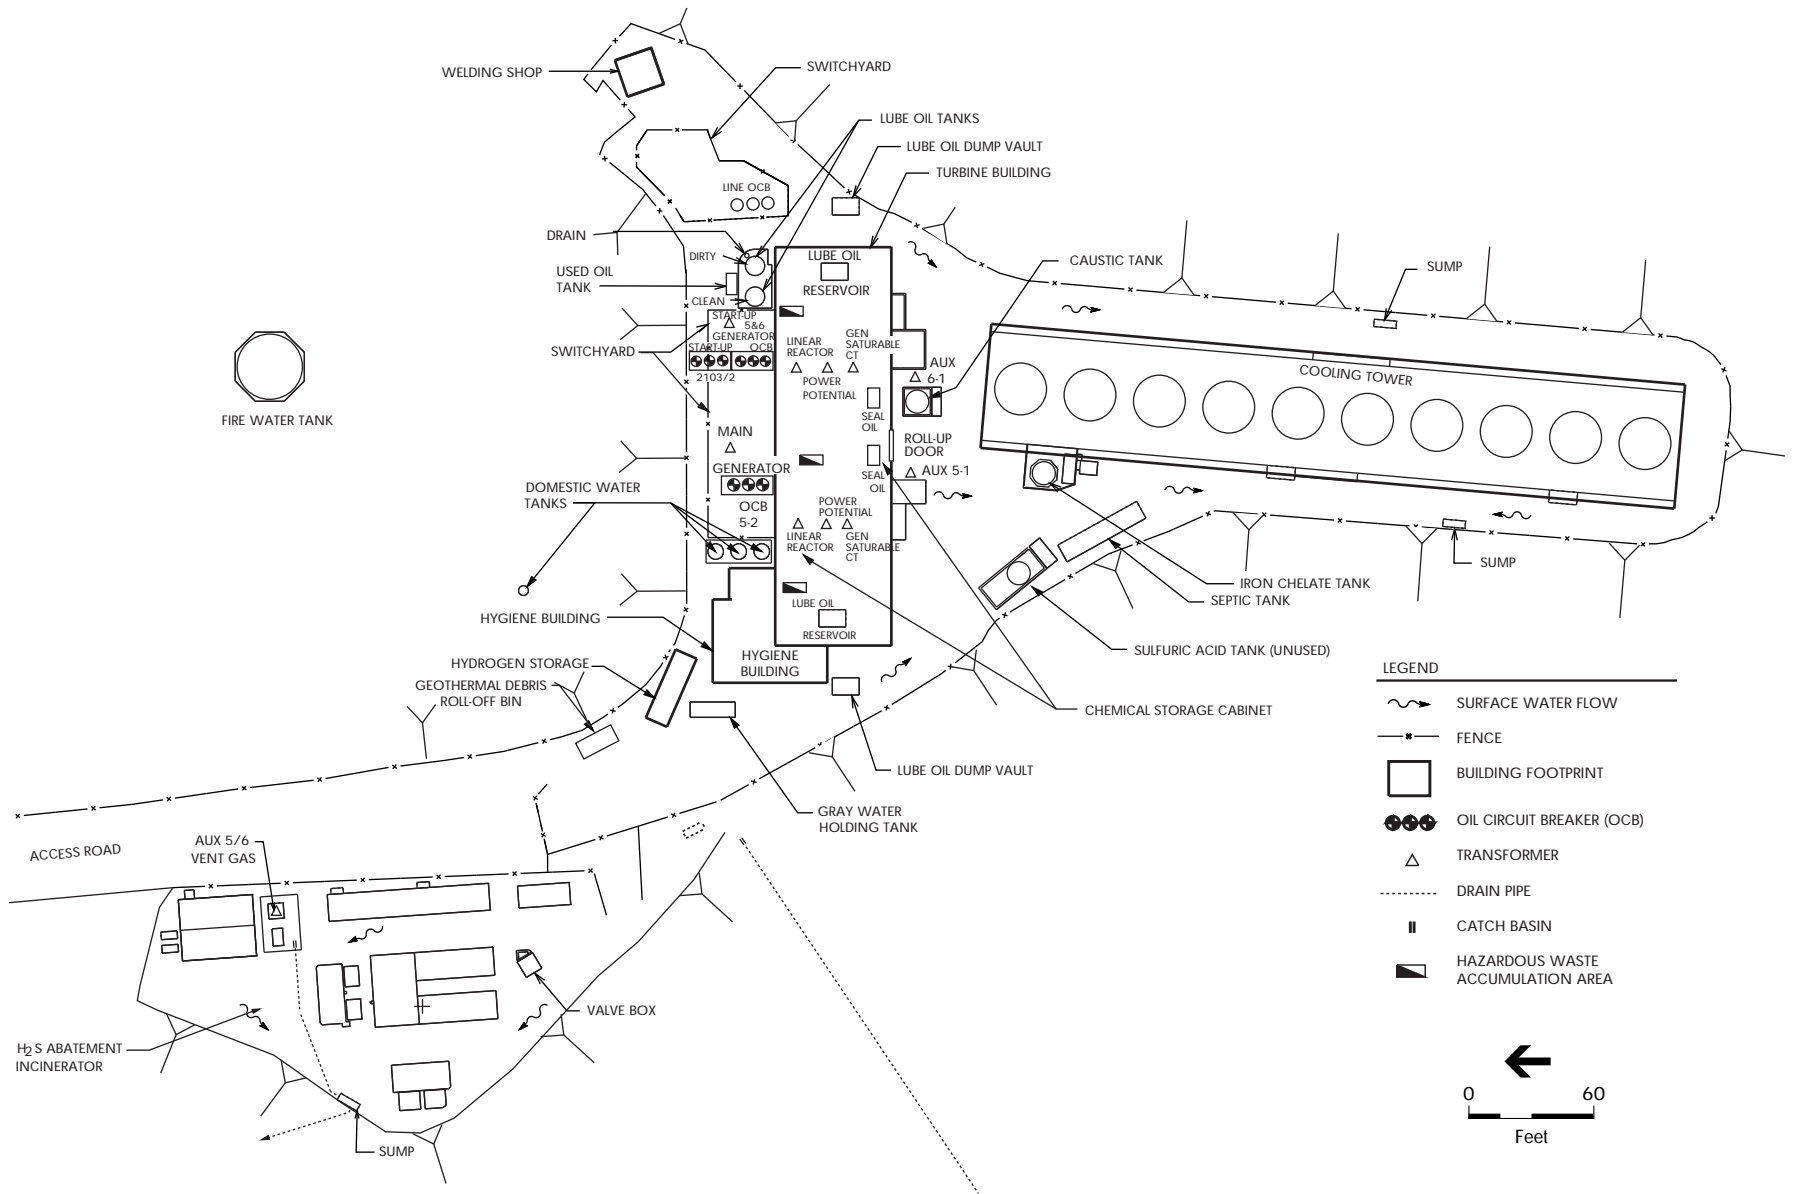 WELDING SHOP
SWITCHYARD
LUBE OIL TANKS
LUBE OIL DUMP VAULT
TURBINE BUILDING
LINE OCB
DRAIN
DIRTY
USED OIL
TANK
CLEAN
LUBE OIL
RESERVOIR
CAUSTIC TANK
SUMP
START-UP
5&6
GENERATOR
START-UP
OCB
2103/2
SWITCHYARD
LINEAR
REACTOR
GEN
SATURABLE
CT
POWER
POTENTIAL
AUX
6-1
COOLING TOWER
FIRE WATER TANK
SEAL
OIL
MAIN
ROLL-UP
DOOR
GENERATOR
SEAL
OIL
AUX 5-1
DOMESTIC WATER
TANKS
OCB
5-2
POWER
POTENTIAL
LINEAR
REACTOR
GEN
SATURABLE
CT
SUMP
IRON CHELATE TANK
SEPTIC TANK
LUBE OIL
RESERVOIR
HYGIENE BUILDING
HYGIENE
BUILDING
SULFURIC ACID TANK (UNUSED)
HYDROGEN STORAGE
GEOTHERMAL DEBRIS
ROLL-OFF BIN
CHEMICAL STORAGE CABINET
LUBE OIL DUMP VAULT
GRAY WATER
HOLDING TANK
LEGEND
SURFACE WATER FLOW
FENCE
BUILDING FOOTPRINT
OIL CIRCUIT BREAKER (OCB)
TRANSFORMER
DRAIN PIPE
CATCH BASIN
HAZARDOUS WASTE
ACCUMULATION AREA
ACCESS ROAD
AUX 5/6
VENT GAS
VALVE BOX
H2S ABATEMENT
INCINERATOR
SUMP
0 60
Feet